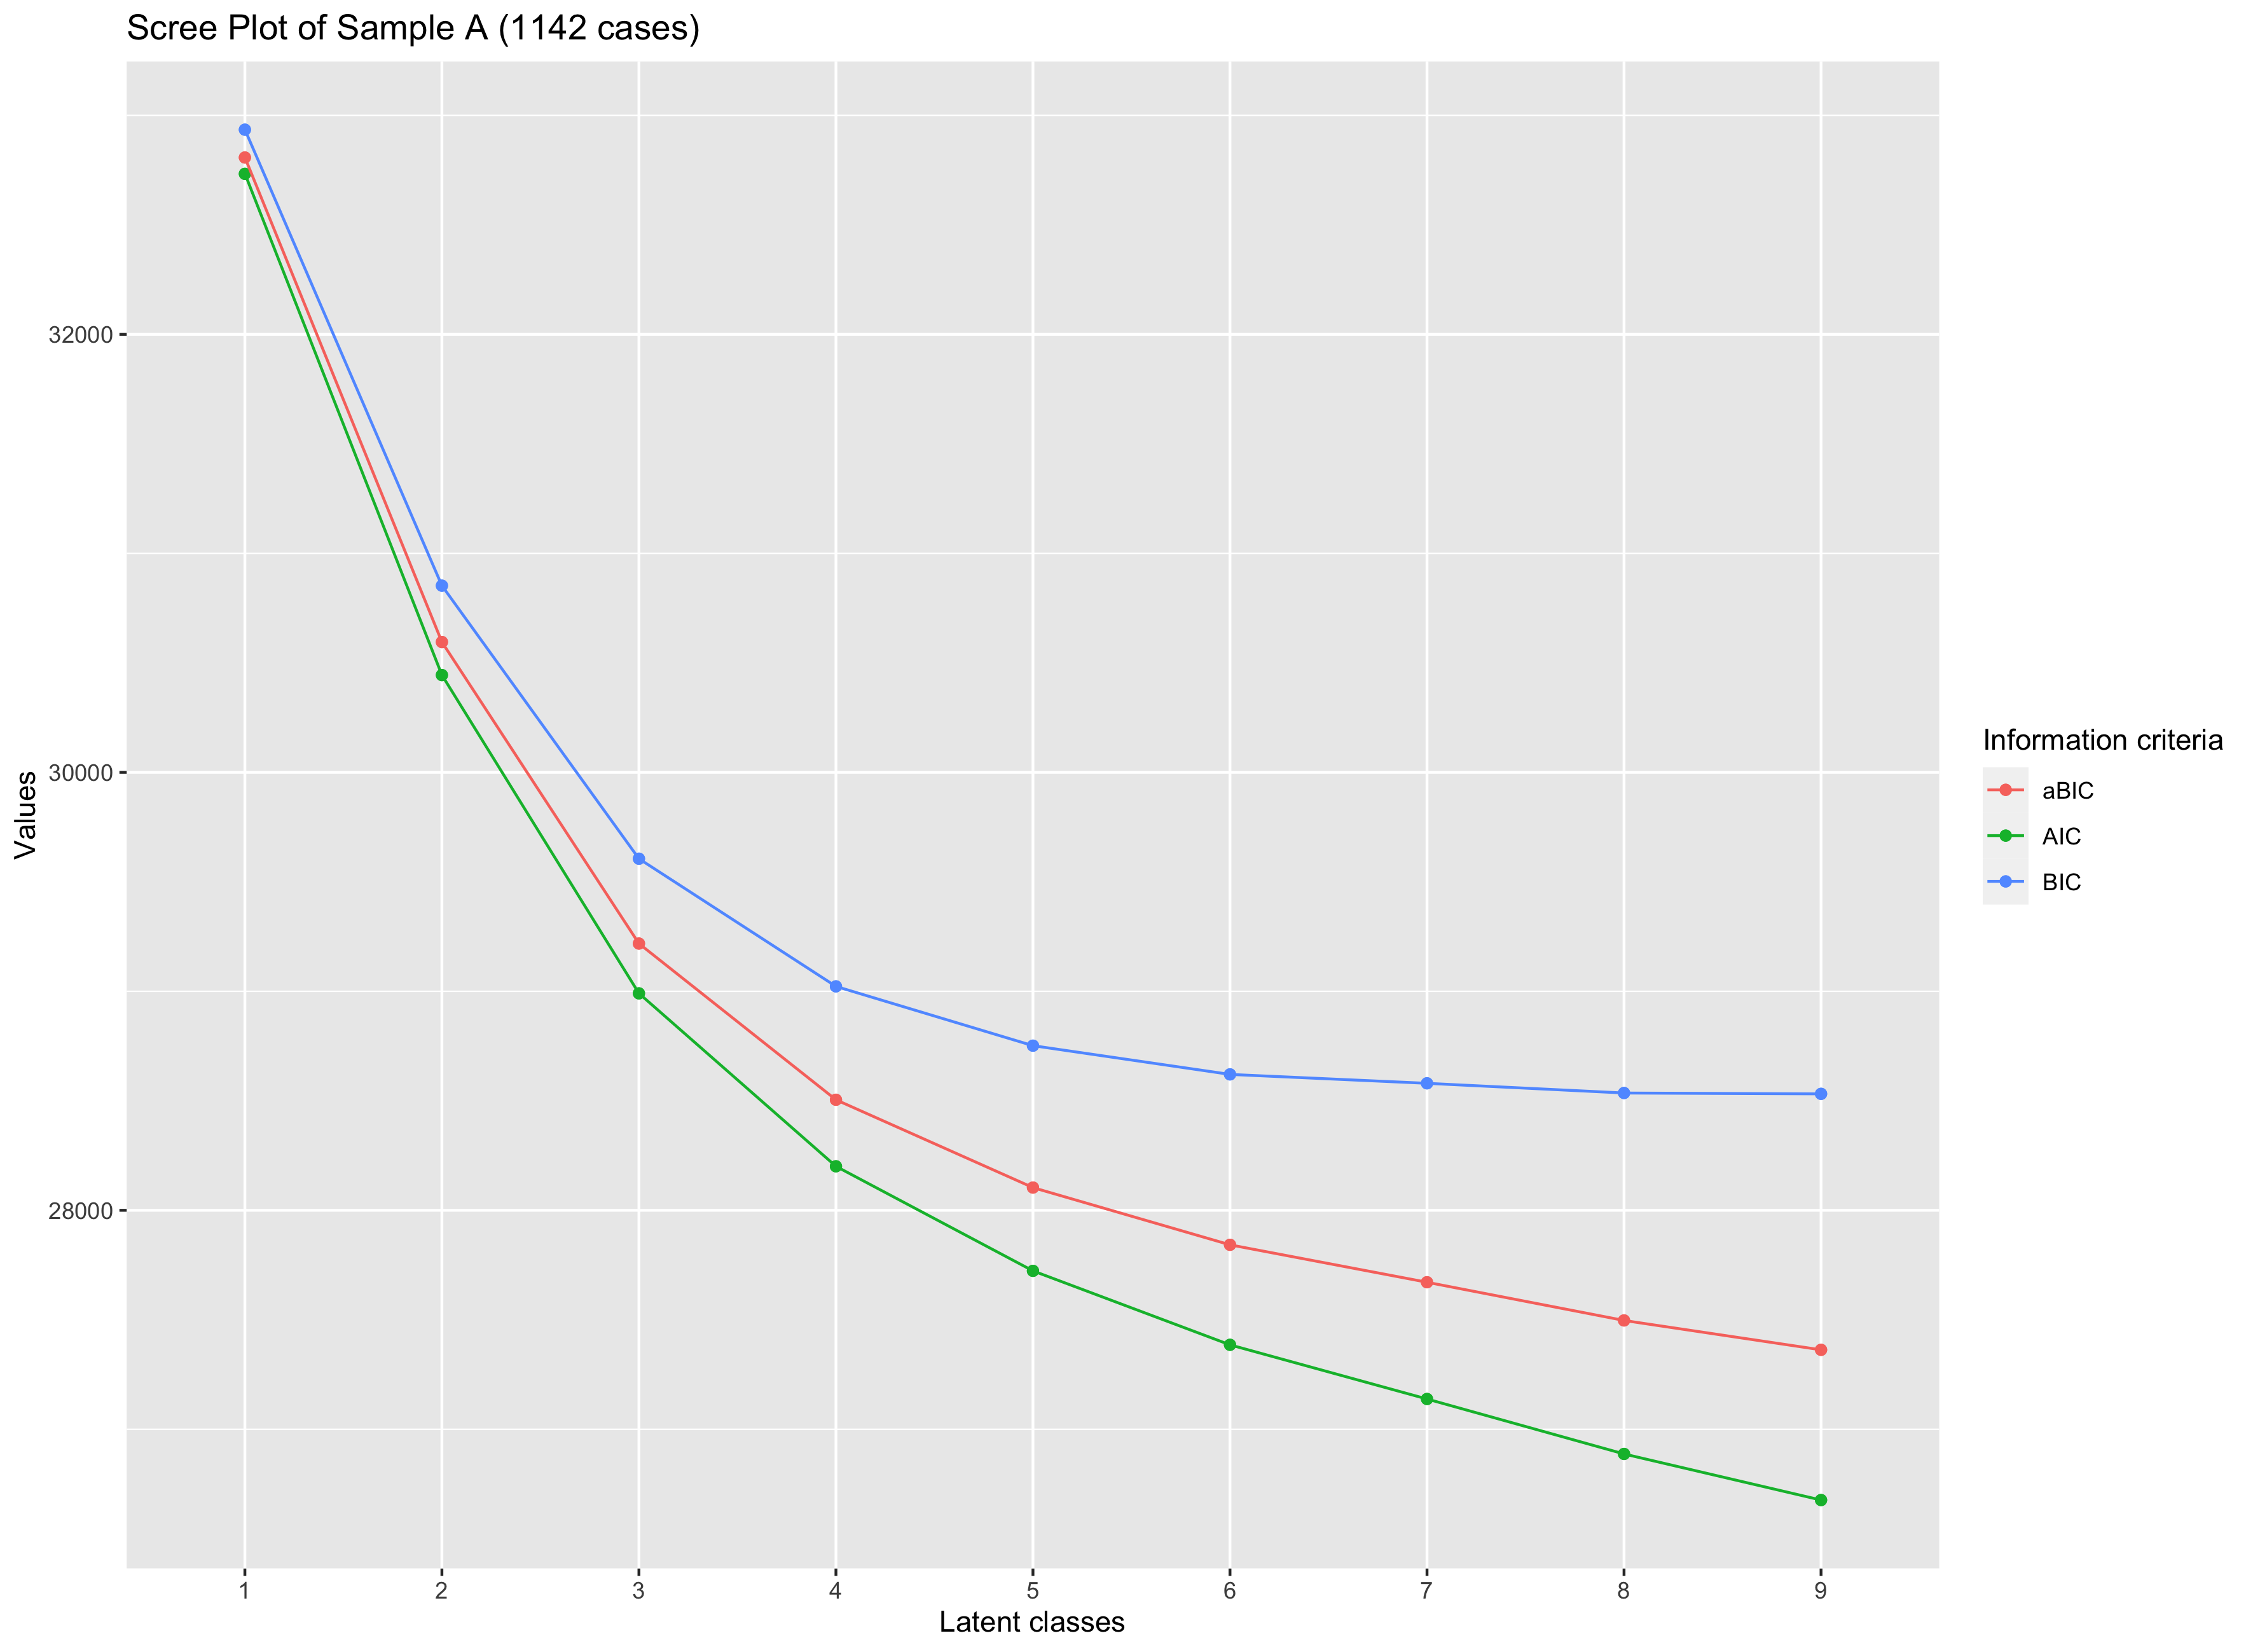 Scree Plot of Sample A (1142 cases)
32000
30000
28000
Values
1 2 3 4 5 6 7 8 9
Latent classes
Information criteria
aBIC
AIC
BIC